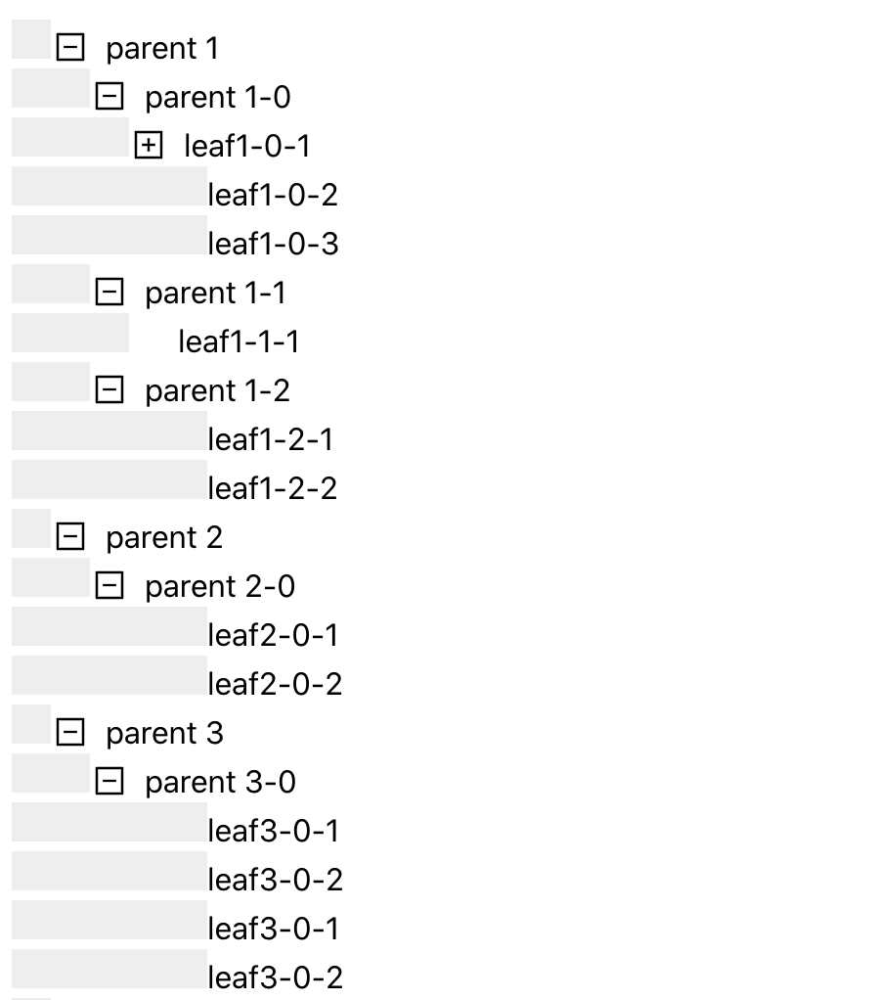 parent 1
parent 1-0
leaf1-0-1
leaf1-0-2
leaf1-0-3
parent 1-1
leaf1-1-1
parent 1-2
leaf1-2-1
leaf1-2-2
parent 2
parent 2-0
leaf2-0-1
leaf2-0-2
parent 3
parent 3-0
leaf3-0-1
leaf3-0-2
leaf3-0-1
leaf3-0-2